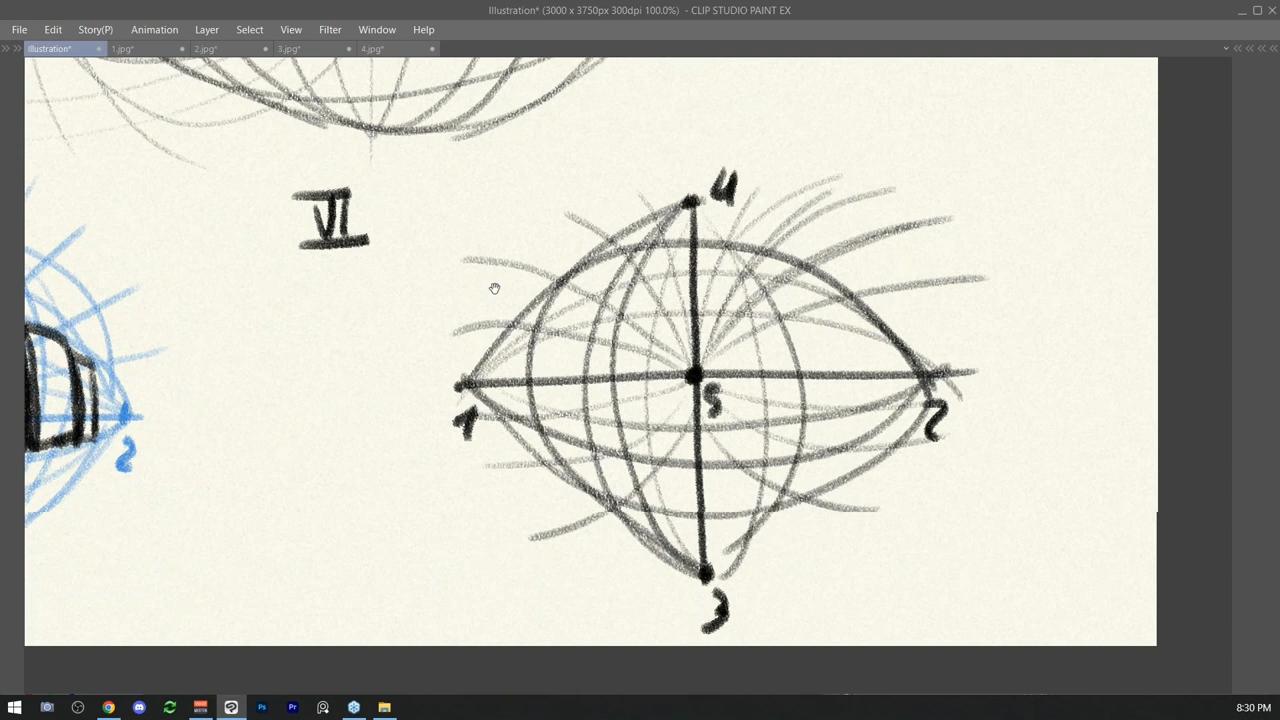 Illustration* (3000 x 3750px 300dpi 100.0%) - CLIP STUDIO PAINT EX
File Edit Story(P) Animation Layer Select View Filter Window Help
Illustration* 1.jpg* 2.jpg* 3.jpg* 4.jpg*
VI
4
5
1
2
2
3
Ps Pr
8:30 PM